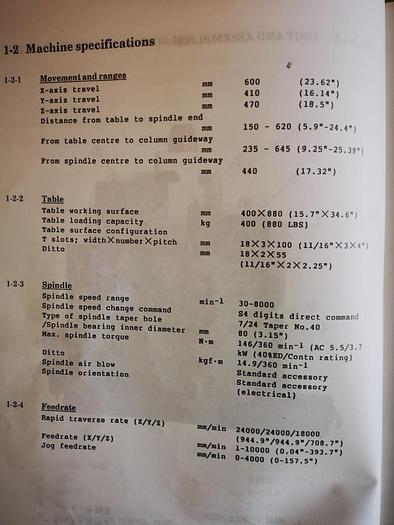 1-2 Machine specifications
1-2-1 Movement and ranges
X-axis travel mm 600 (23.62")
Y-axis travel mm 410 (16.14")
Z-axis travel mm 470 (18.5")
Distance from table to spindle end
mm 150 - 620 (5.9"-24.4")
From table centre to column guideway
mm 235 - 645 (9.25"-25.39")
From spindle centre to column guideway
mm 440 (17.32")
1-2-2 Table
Table working surface mm 400×880 (15.7"×34.6")
Table loading capacity kg 400 (880 LBS)
Table surface configuration
T slots; width×number×pitch mm 18×3×100 (11/16"×3×4")
Ditto mm 18×2×55
(11/16"×2×2.25")
1-2-3 Spindle
Spindle speed range min-1 30-8000
Spindle speed change command S4 digits direct command
Type of spindle taper hole 7/24 Taper No.40
/Spindle bearing inner diameter mm 80 (3.15")
Max. spindle torque N·m 146/360 min-1 (AC 5.5/3.7
kW (40%ED/Contn rating)
Ditto kgf·m 14.9/360 min-1
Spindle air blow Standard accessory
Spindle orientation Standard accessory
(electrical)
1-2-4 Feedrate
Rapid traverse rate (X/Y/Z) mm/min 24000/24000/18000
(944.9"/944.9"/708.7")
Feedrate (X/Y/Z) mm/min 1-10000 (0.04"-393.7")
Jog feedrate mm/min 0-4000 (0-157.5")